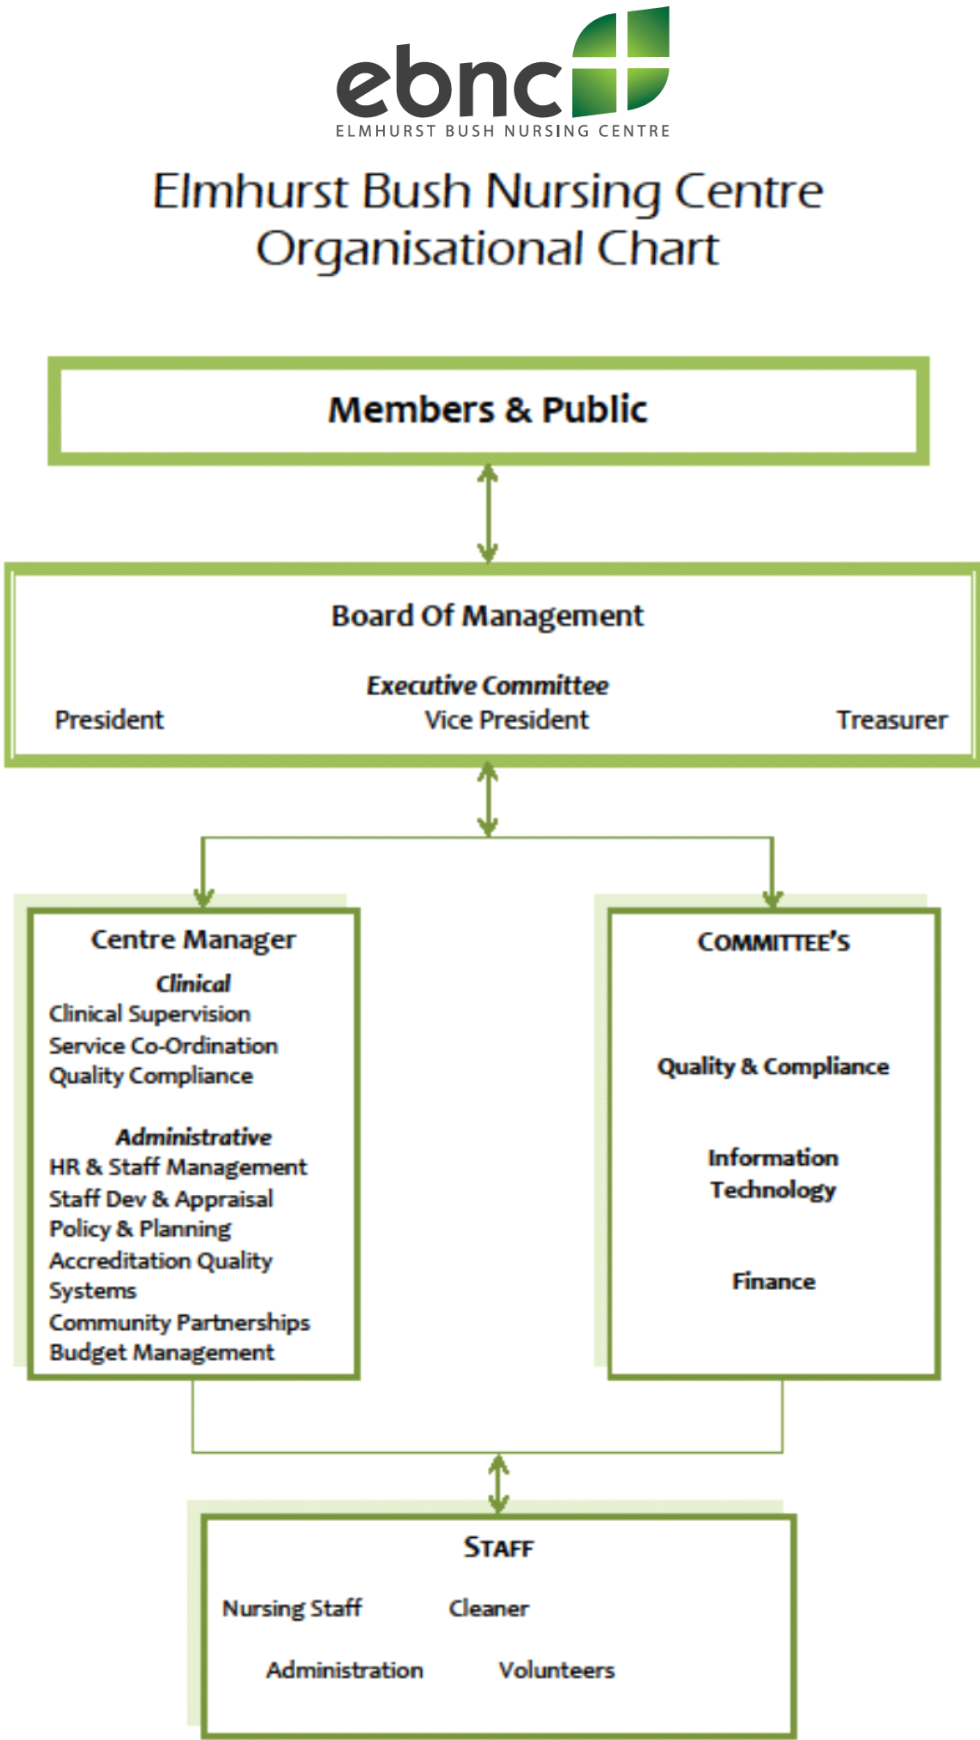 ebnc
ELMHURST BUSH NURSING CENTRE
Elmhurst Bush Nursing Centre
Organisational Chart
Members & Public
Board Of Management
Executive Committee
President Vice President Treasurer
Centre Manager
Clinical
Clinical Supervision
Service Co-Ordination
Quality Compliance
Administrative
HR & Staff Management
Staff Dev & Appraisal
Policy & Planning
Accreditation Quality
Systems
Community Partnerships
Budget Management
COMMITTEE'S
Quality & Compliance
Information
Technology
Finance
STAFF
Nursing Staff Cleaner
Administration Volunteers